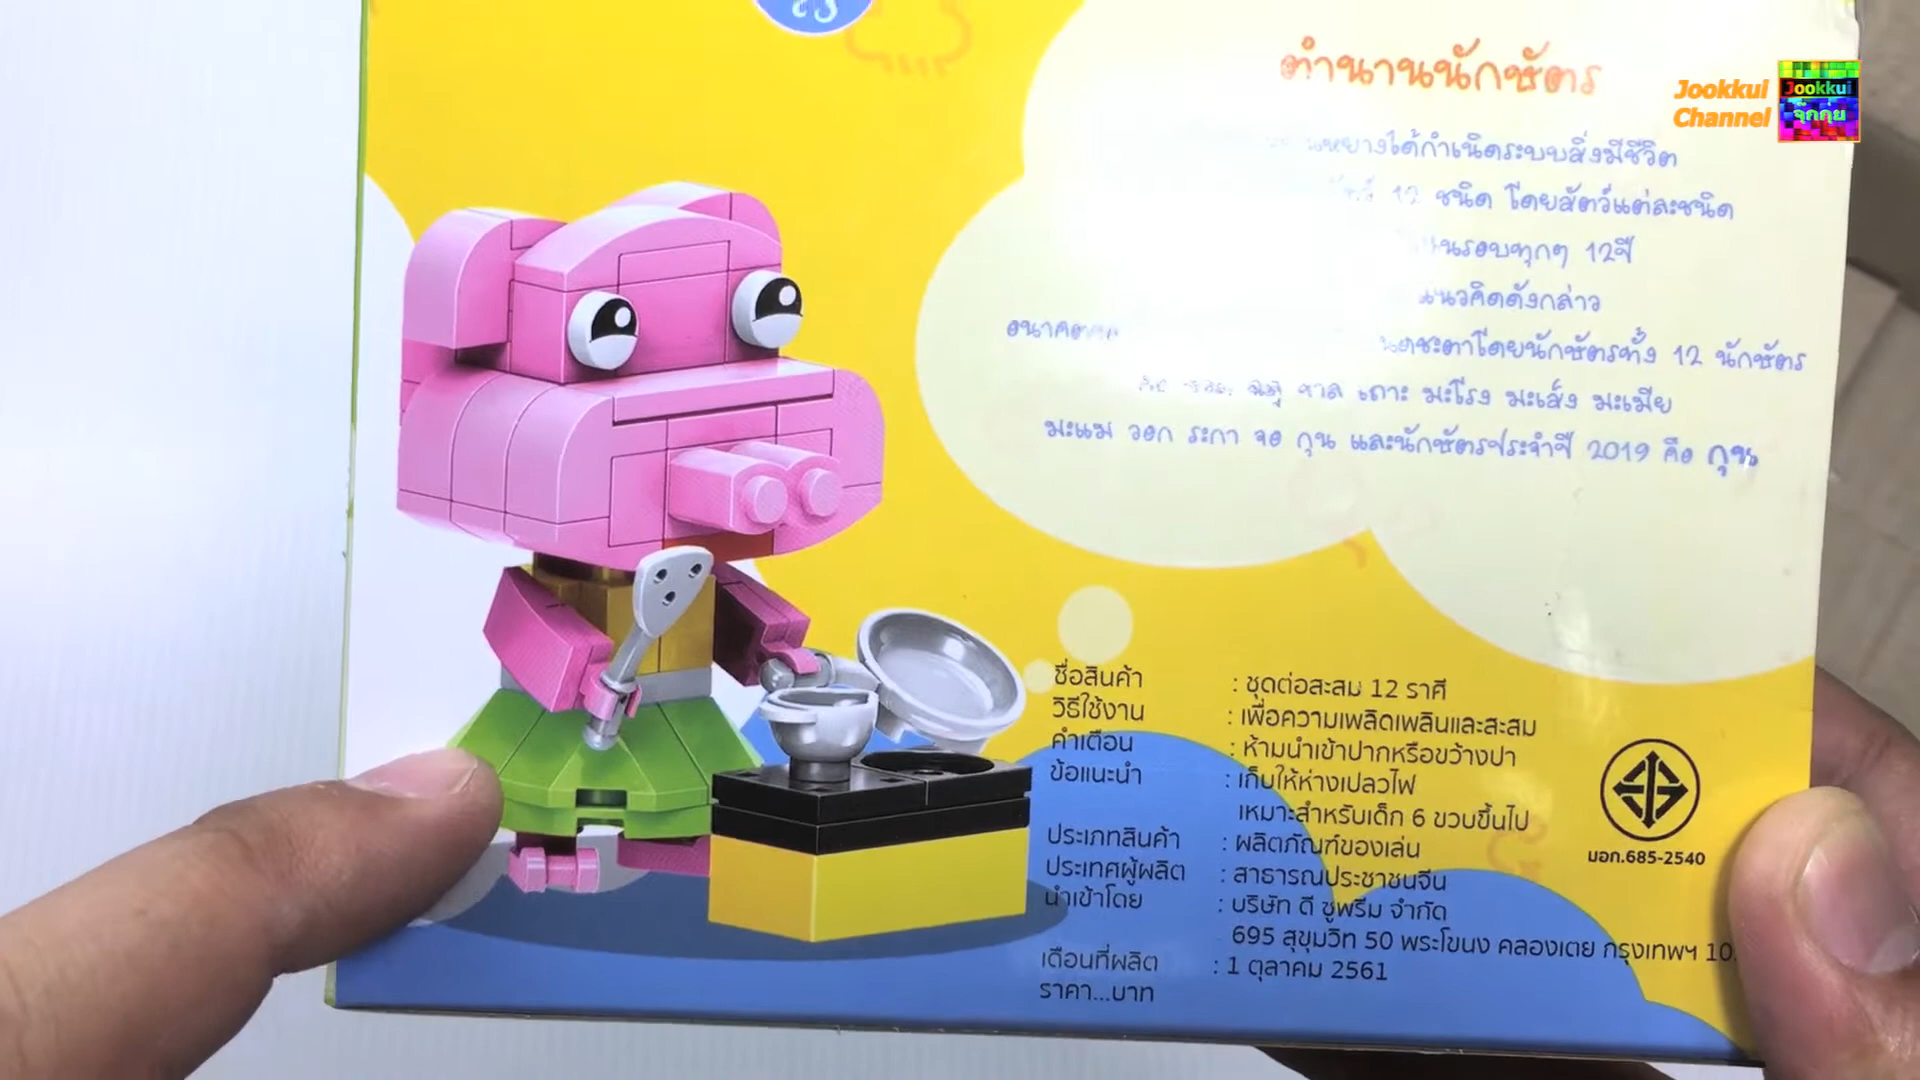 ตำนานนักษัตร
Jookkui
Channel
Jookkui
จุ๊กกุ่ย
ได้กำเนิดระบบสิ่งมีชีวิต
12 ชนิด โดยสัตว์แต่ละชนิด
รอบทุกๆ 12ปี
แนวคิดดังกล่าว
ชะตาโดยนักษัตรทั้ง 12 นักษัตร
ขาล เถาะ มะโรง มะเส็ง มะเมีย
มะแม วอก ระกา จอ กุน และนักษัตรประจำปี 2019 คือ กุน
ชื่อสินค้า : ชุดต่อสะสม 12 ราศี
วิธีใช้งาน : เพื่อความเพลิดเพลินและสะสม
คำเตือน : ห้ามนำเข้าปากหรือขว้างปา
ข้อแนะนำ : เก็บให้ห่างเปลวไฟ
เหมาะสำหรับเด็ก 6 ขวบขึ้นไป
ประเภทสินค้า : ผลิตภัณฑ์ของเล่น
ประเทศผู้ผลิต : สาธารณประชาชนจีน
นำเข้าโดย : บริษัท ดี ซูพรีม จำกัด
695 สุขุมวิท 50 พระโขนง คลองเตย กรุงเทพฯ
เดือนที่ผลิต : 1 ตุลาคม 2561
ราคา...บาท
มอก.685-2540